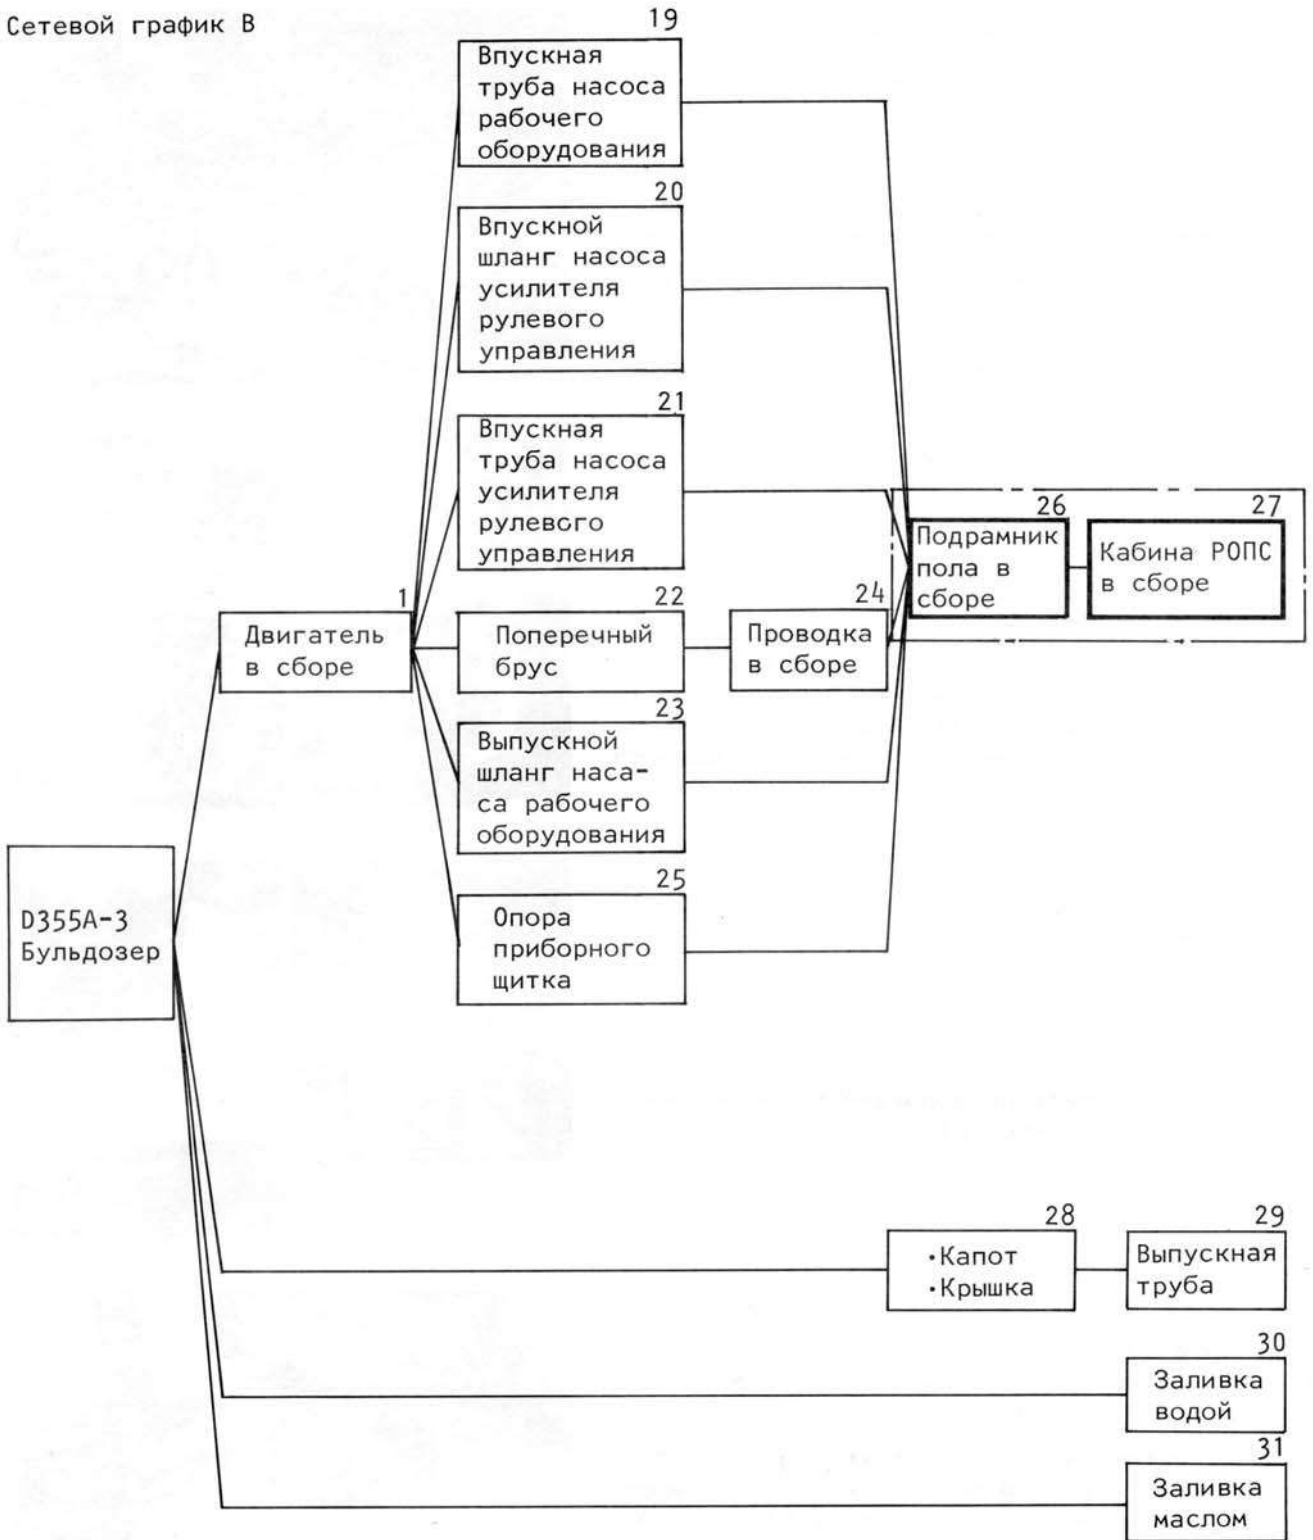 Сетевой график В
19
Впускная
труба насоса
рабочего
оборудования
20
Впускной
шланг насоса
усилителя
рулевого
управления
21
Впускная
труба насоса
усилителя
рулевого
управления
26
Подрамник
пола в
сборе
27
Кабина РОПС
в сборе
1
Двигатель
в сборе
22
Поперечный
брус
24
Проводка
в сборе
23
Выпускной
шланг наса-
са рабочего
оборудования
25
Опора
приборного
щитка
D355A-3
Бульдозер
28
·Капот
·Крышка
29
Выпускная
труба
30
Заливка
водой
31
Заливка
маслом